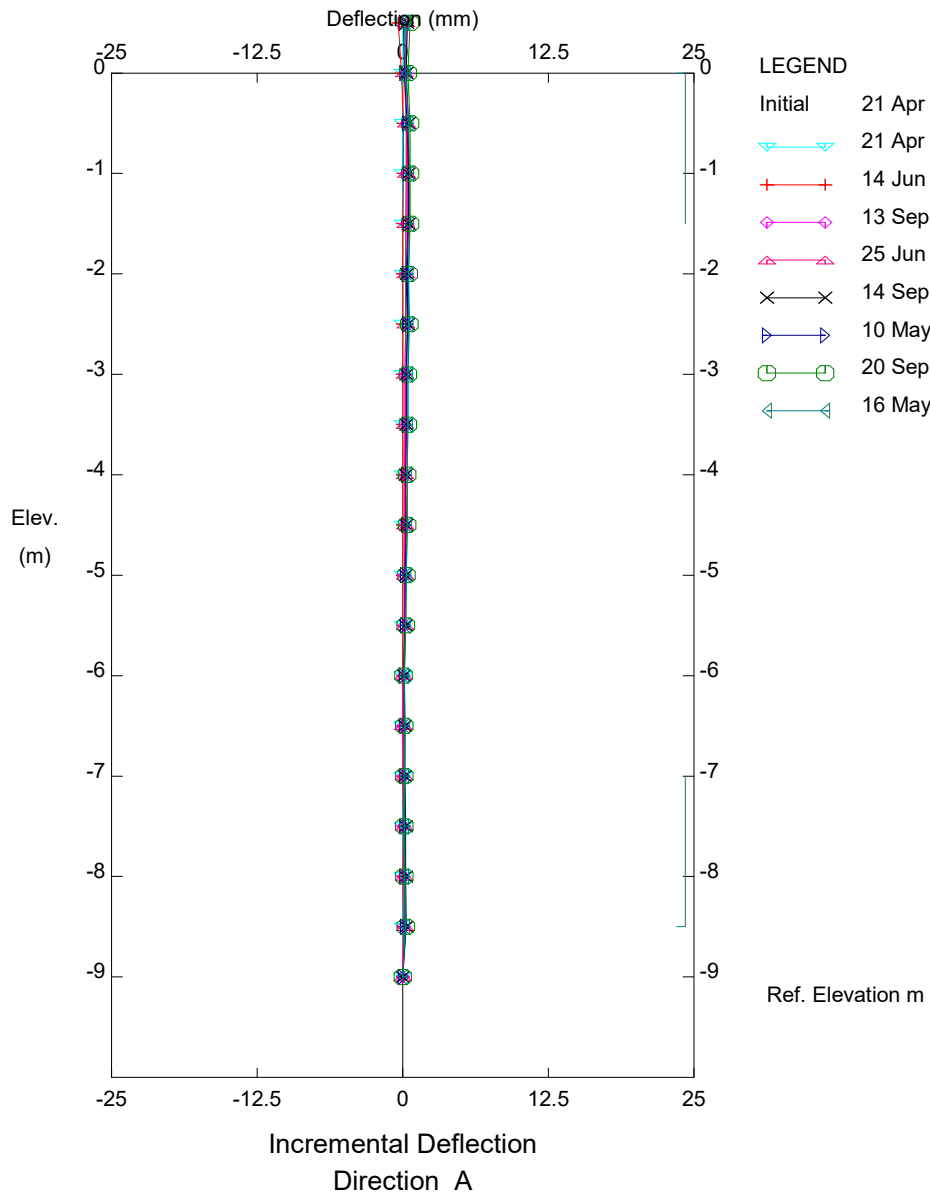 Deflection (mm)
-25 -12.5 0 12.5 25
0 0
-1 -1
-2 -2
-3 -3
-4 -4
-5 -5
-6 -6
-7 -7
-8 -8
-9 -9
Elev.
(m)
-25 -12.5 0 12.5 25
Incremental Deflection
Direction A
LEGEND
Initial 21 Apr
21 Apr
14 Jun
13 Sep
25 Jun
14 Sep
10 May
20 Sep
16 May
Ref. Elevation m